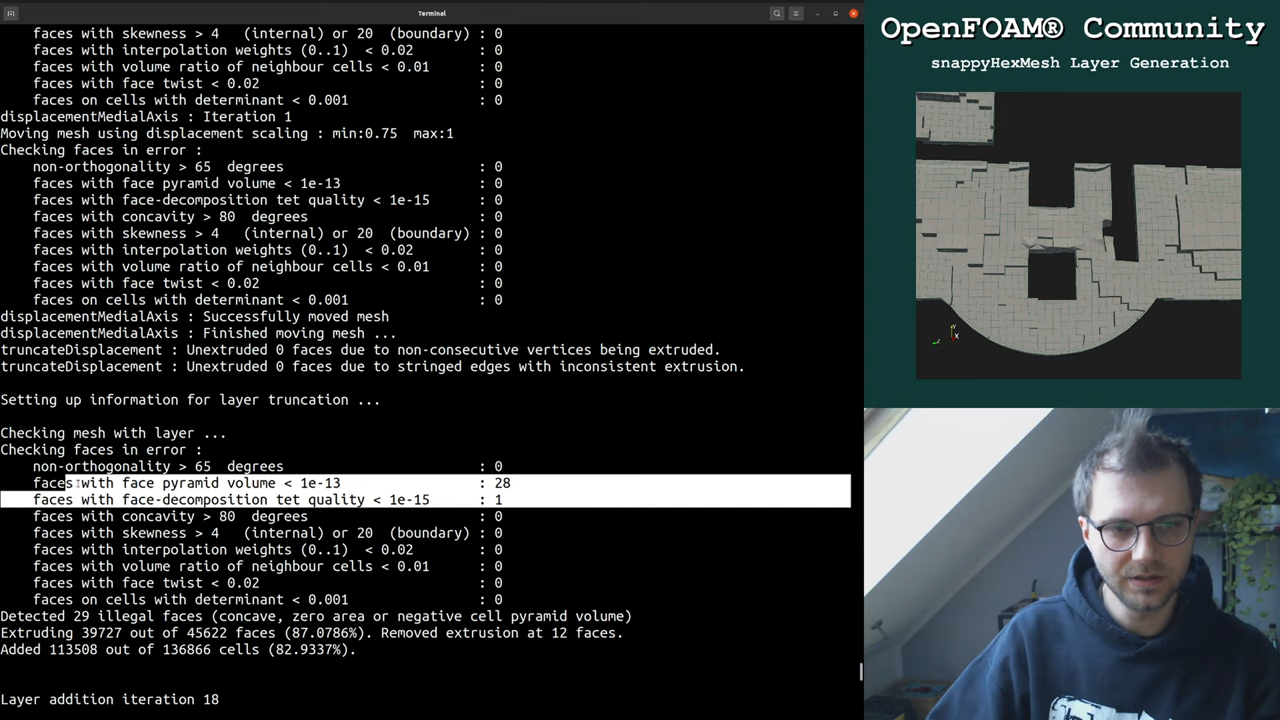 Terminal
faces with skewness > 4   (internal) or 20  (boundary) : 0
faces with interpolation weights (0..1)  < 0.02        : 0
faces with volume ratio of neighbour cells < 0.01      : 0
faces with face twist < 0.02                           : 0
faces on cells with determinant < 0.001                : 0
displacementMedialAxis : Iteration 1
Moving mesh using displacement scaling : min:0.75  max:1
Checking faces in error :
non-orthogonality > 65  degrees                        : 0
faces with face pyramid volume < 1e-13                 : 0
faces with face-decomposition tet quality < 1e-15      : 0
faces with concavity > 80  degrees                     : 0
faces with skewness > 4   (internal) or 20  (boundary) : 0
faces with interpolation weights (0..1)  < 0.02        : 0
faces with volume ratio of neighbour cells < 0.01      : 0
faces with face twist < 0.02                           : 0
faces on cells with determinant < 0.001                : 0
displacementMedialAxis : Successfully moved mesh
displacementMedialAxis : Finished moving mesh ...
truncateDisplacement : Unextruded 0 faces due to non-consecutive vertices being extruded.
truncateDisplacement : Unextruded 0 faces due to stringed edges with inconsistent extrusion.
Setting up information for layer truncation ...
Checking mesh with layer ...
Checking faces in error :
non-orthogonality > 65  degrees                        : 0
faces with face pyramid volume < 1e-13                 : 28
faces with face-decomposition tet quality < 1e-15      : 1
faces with concavity > 80  degrees                     : 0
faces with skewness > 4   (internal) or 20  (boundary) : 0
faces with interpolation weights (0..1)  < 0.02        : 0
faces with volume ratio of neighbour cells < 0.01      : 0
faces with face twist < 0.02                           : 0
faces on cells with determinant < 0.001                : 0
Detected 29 illegal faces (concave, zero area or negative cell pyramid volume)
Extruding 39727 out of 45622 faces (87.0786%). Removed extrusion at 12 faces.
Added 113508 out of 136866 cells (82.9337%).
Layer addition iteration 18
OpenFOAM® Community
snappyHexMesh Layer Generation
Y
X